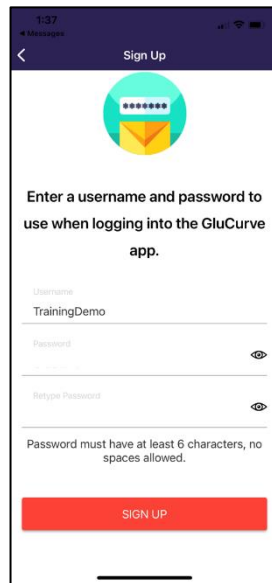 1:37
◀ Messages
Sign Up
*******
Enter a username and password to
use when logging into the GluCurve
app.
Username
TrainingDemo
Password
Retype Password
Password must have at least 6 characters, no
spaces allowed.
SIGN UP